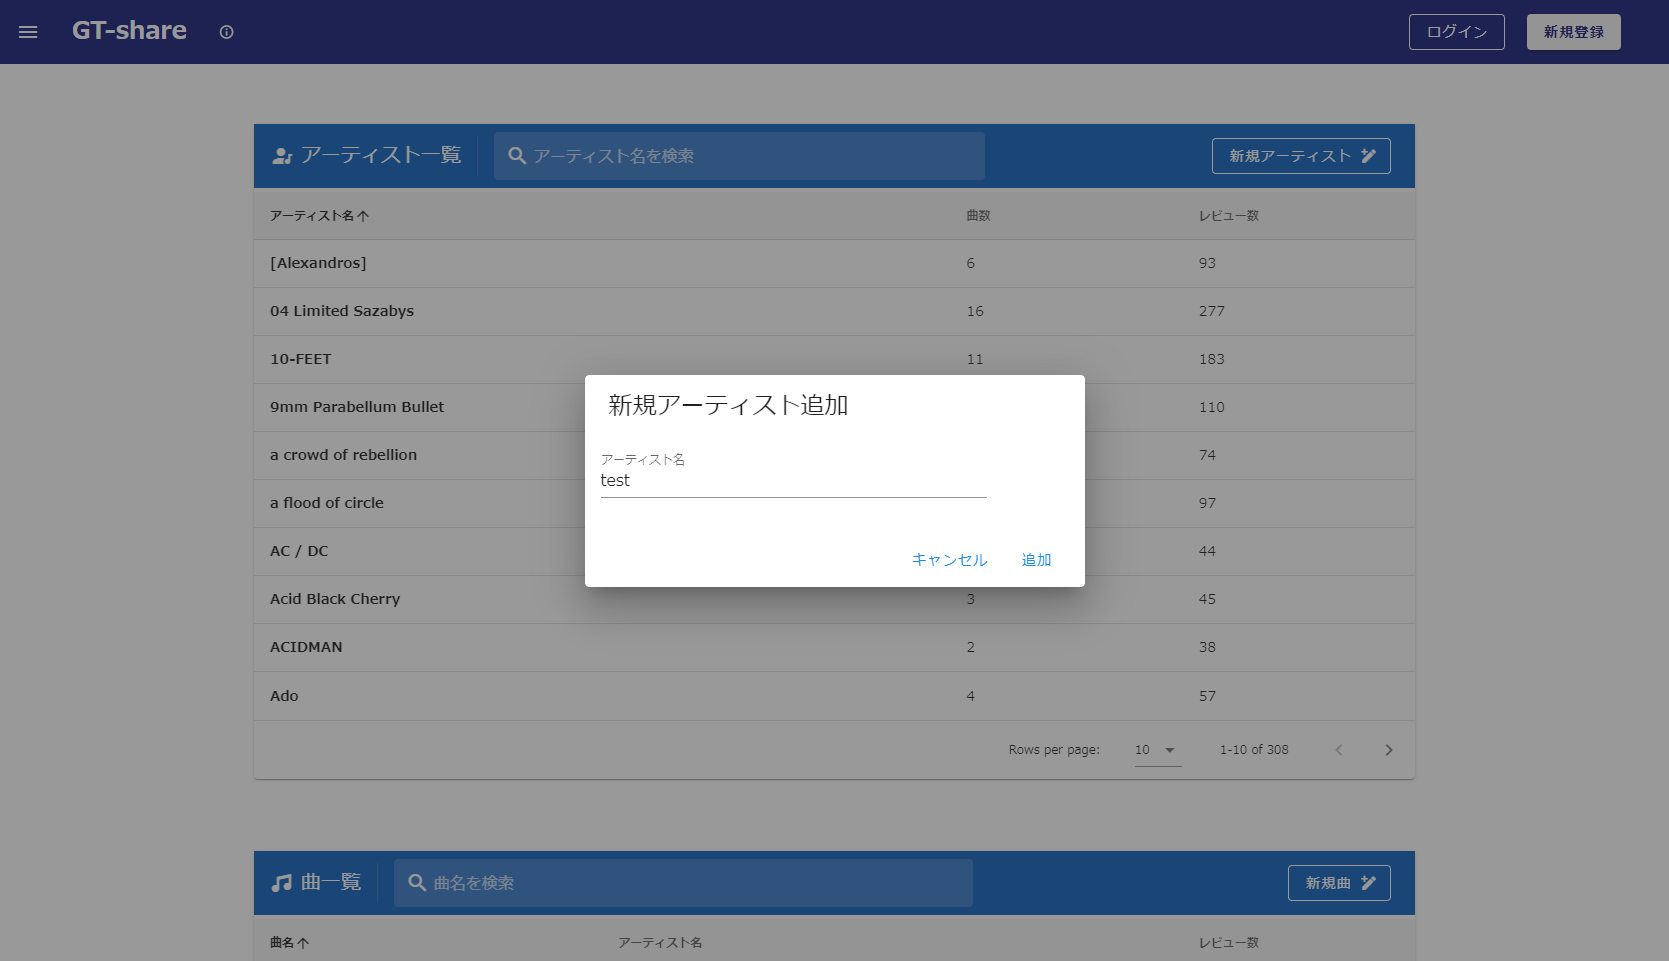 GT-share
ログイン
新規登録
アーティスト一覧
アーティスト名を検索
新規アーティスト
アーティスト名 曲数 レビュー数
[Alexandros] 6 93
04 Limited Sazabys 16 277
10-FEET 11 183
9mm Parabellum Bullet 110
a crowd of rebellion 74
a flood of circle 97
AC / DC 44
Acid Black Cherry 3 45
ACIDMAN 2 38
Ado 4 57
Rows per page: 10 1-10 of 308
新規アーティスト追加
アーティスト名
test
キャンセル 追加
曲一覧
曲名を検索
新規曲
曲名 アーティスト名 レビュー数